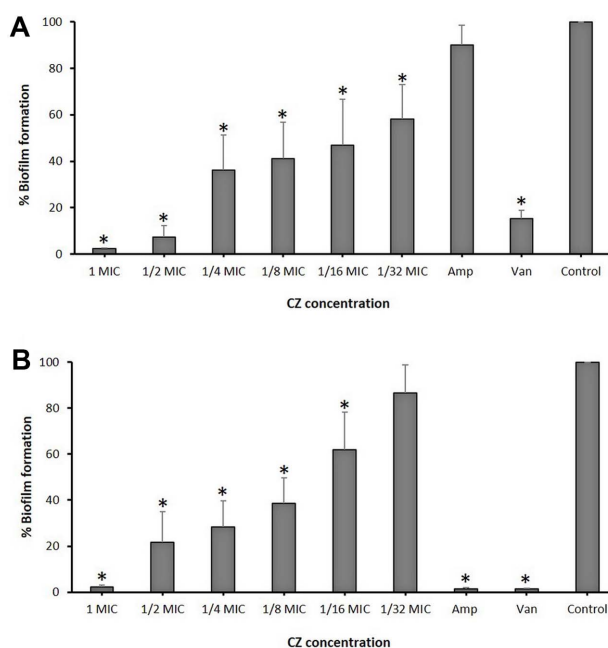 A
% Biofilm formation
100
80
60
40
20
0
* * * * * * *
1 MIC 1/2 MIC 1/4 MIC 1/8 MIC 1/16 MIC 1/32 MIC Amp Van Control
CZ concentration
B
% Biofilm formation
100
80
60
40
20
0
* * * * * * *
1 MIC 1/2 MIC 1/4 MIC 1/8 MIC 1/16 MIC 1/32 MIC Amp Van Control
CZ concentration